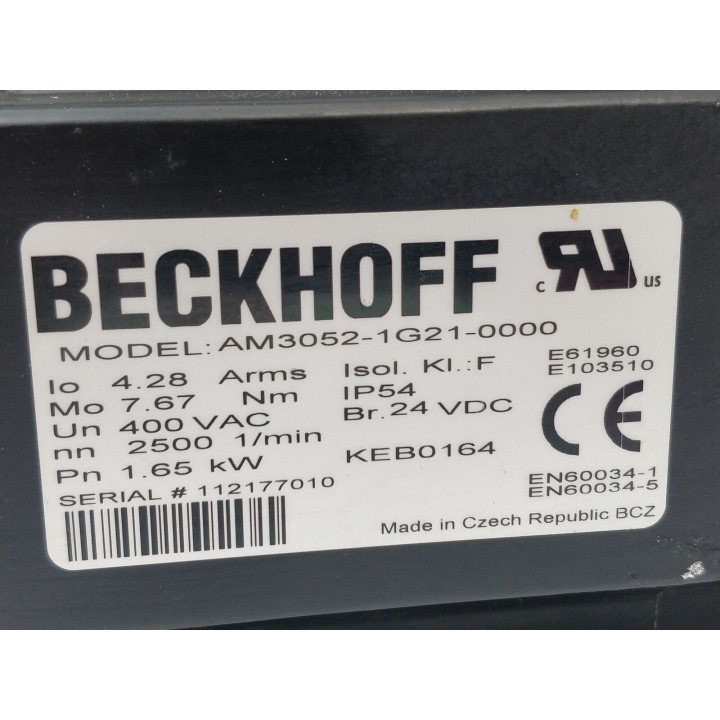 BECKHOFF
c RU us
MODEL: AM3052-1G21-0000
Io 4.28 Arms Isol. Kl.:F E61960
Mo 7.67 Nm IP54 E103510
Un 400 VAC Br. 24 VDC
nn 2500 1/min CE
Pn 1.65 kW KEB0164
SERIAL # 112177010 EN60034-1
EN60034-5
Made in Czech Republic BCZ